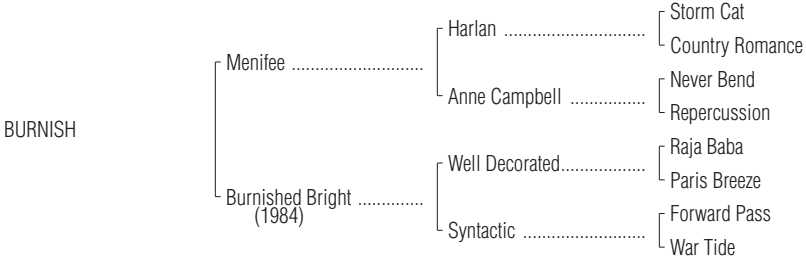 Storm Cat
Harlan ..............................
Country Romance
Menifee ............................
Never Bend
Anne Campbell ................
Repercussion
BURNISH
Raja Baba
Well Decorated..................
Paris Breeze
Burnished Bright ..............
(1984)
Forward Pass
Syntactic ..........................
War Tide